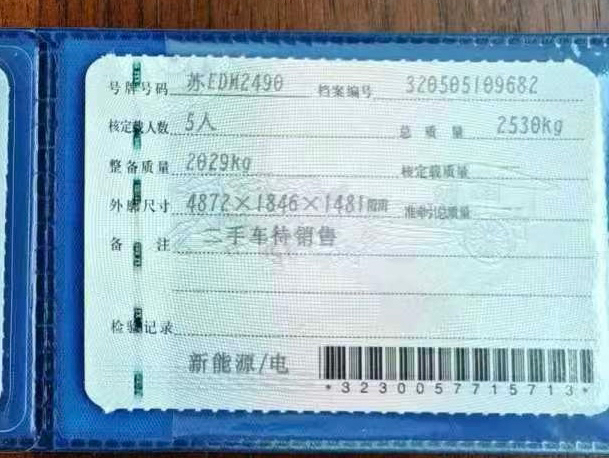 号牌号码 苏EDM2490 档案编号 320505109682
核定载人数 5人 总质量 2530kg
整备质量 2029kg 核定载质量
外廓尺寸 4872×1846×1481mm 准牵引总质量
备注 二手车待销售
检验记录
新能源/电
*3230057715713*